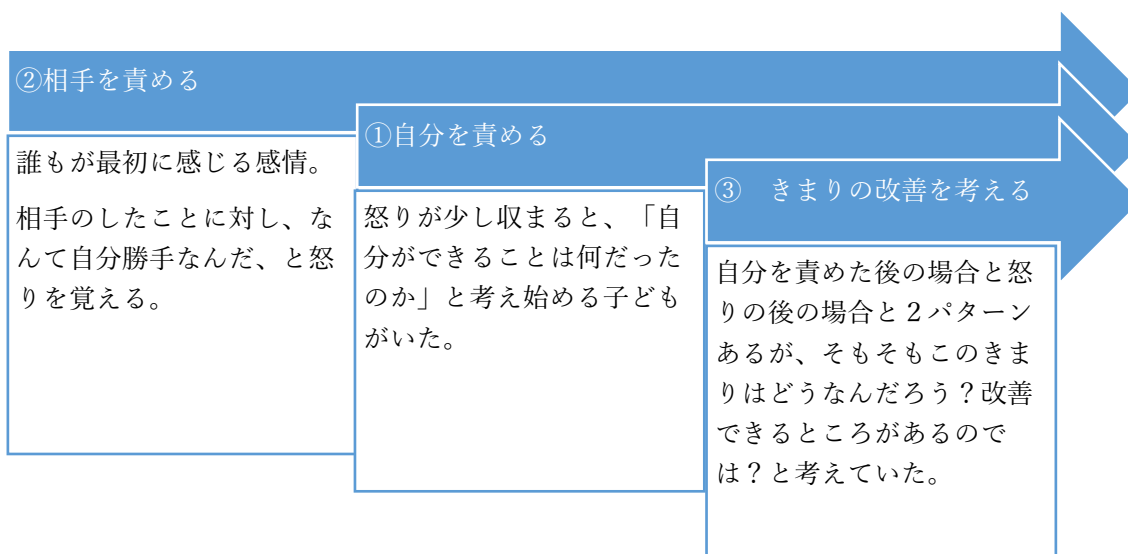 ②相手を責める
誰もが最初に感じる感情。
相手のしたことに対し、な
んて自分勝手なんだ、と怒
りを覚える。
①自分を責める
怒りが少し収まると、「自
分ができることは何だった
のか」と考え始める子ども
がいた。
③　きまりの改善を考える
自分を責めた後の場合と怒
りの後の場合と２パターン
あるが、そもそもこのきま
りはどうなんだろう？改善
できるところがあるので
は？と考えていた。